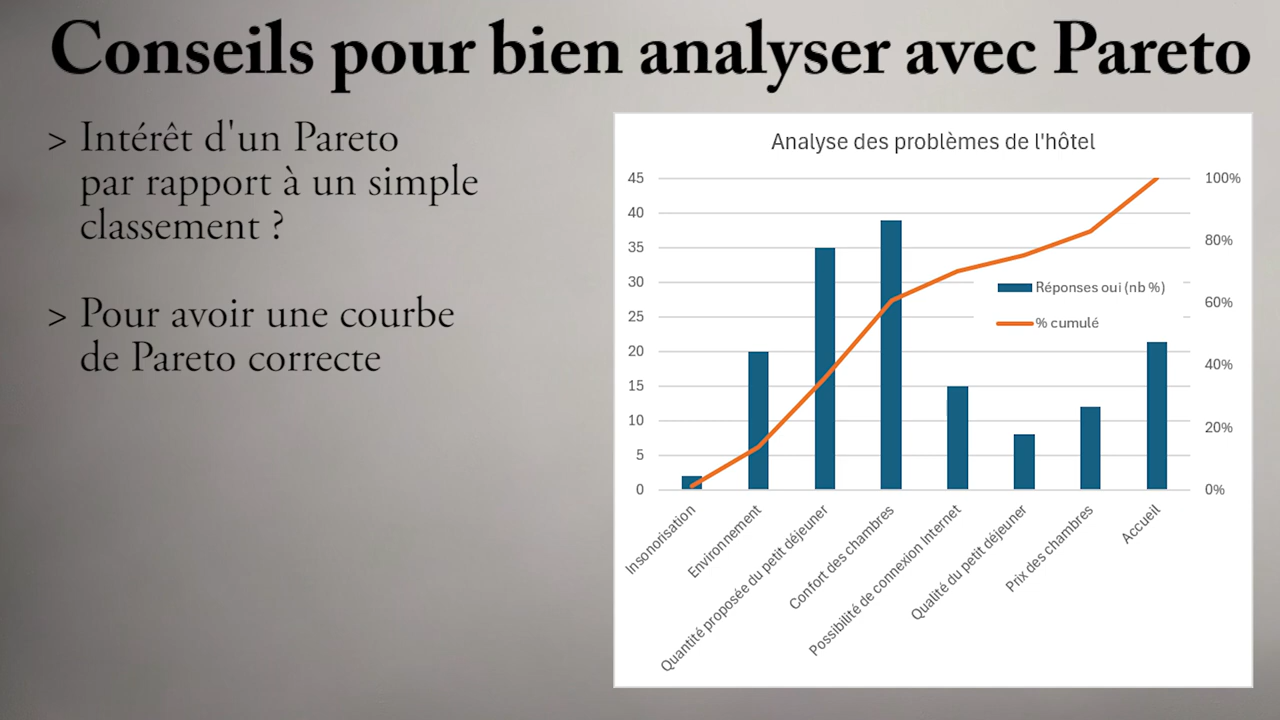 Conseils pour bien analyser avec Pareto
> Intérêt d'un Pareto
par rapport à un simple
classement ?
> Pour avoir une courbe
de Pareto correcte
Analyse des problèmes de l'hôtel
45
40
35
30
25
20
15
10
5
0
100%
80%
60%
40%
20%
0%
Réponses oui (nb %)
% cumulé
Insonorisation
Environnement
Quantité proposée du petit déjeuner
Confort des chambres
Possibilité de connexion Internet
Qualité du petit déjeuner
Prix des chambres
Accueil